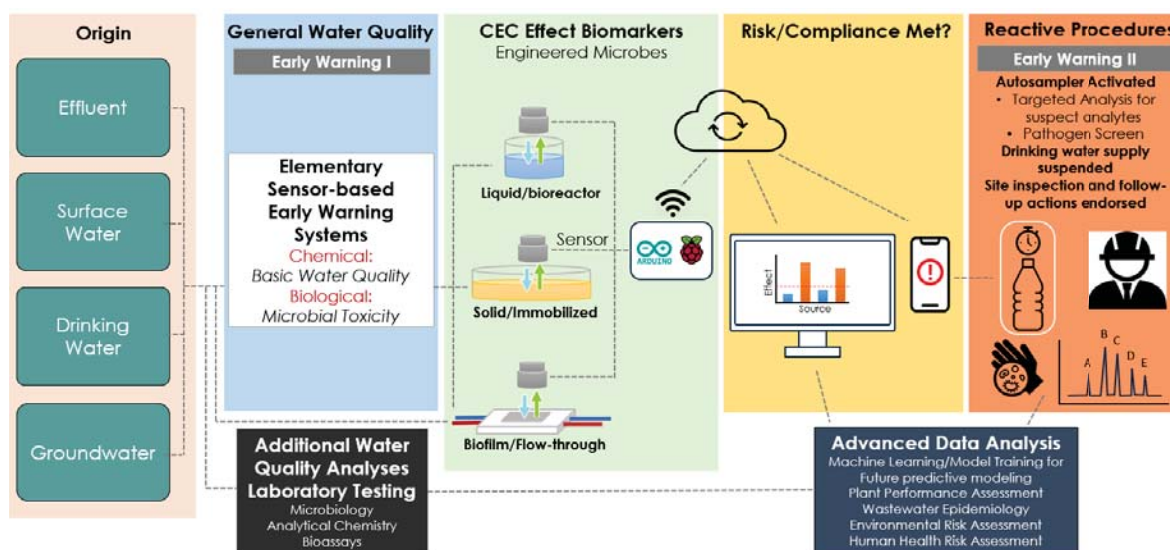 Origin
Effluent
Surface
Water
Drinking
Water
Groundwater
General Water Quality
Early Warning I
Elementary
Sensor-based
Early Warning
Systems
Chemical:
Basic Water Quality
Biological:
Microbial Toxicity
Additional Water
Quality Analyses
Laboratory Testing
Microbiology
Analytical Chemistry
Bioassays
CEC Effect Biomarkers
Engineered Microbes
Liquid/bioreactor
Sensor
Solid/Immobilized
Biofilm/Flow-through
ARDUINO
Risk/Compliance Met?
Effect
Source
Reactive Procedures
Early Warning II
Autosampler Activated
• Targeted Analysis for
suspect analytes
• Pathogen Screen
Drinking water supply
suspended
Site inspection and follow-
up actions endorsed
A
B
C
D
E
Advanced Data Analysis
Machine Learning/Model Training for
Future predictive modeling
Plant Performance Assessment
Wastewater Epidemiology
Environmental Risk Assessment
Human Health Risk Assessment